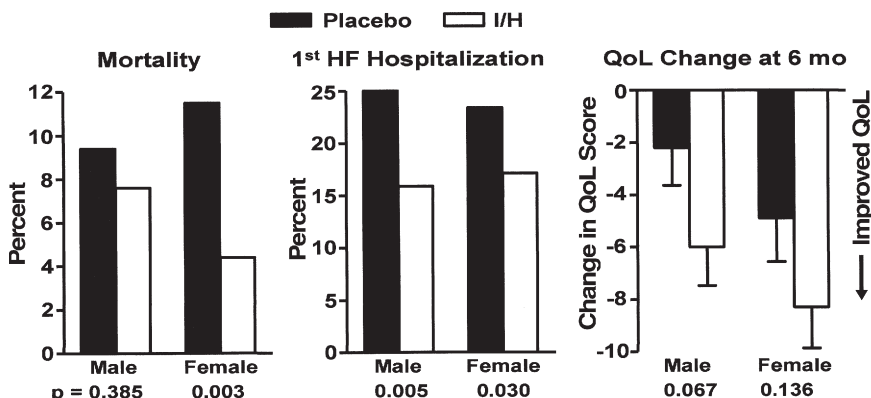 Placebo I/H
Mortality
1st HF Hospitalization
QoL Change at 6 mo
Percent
12
10
8
6
4
2
0
Male Female
p = 0.385 0.003
Percent
25
20
15
10
5
0
Male Female
0.005 0.030
Change in QoL Score
0
-2
-4
-6
-8
-10
Male Female
0.067 0.136
Improved QoL